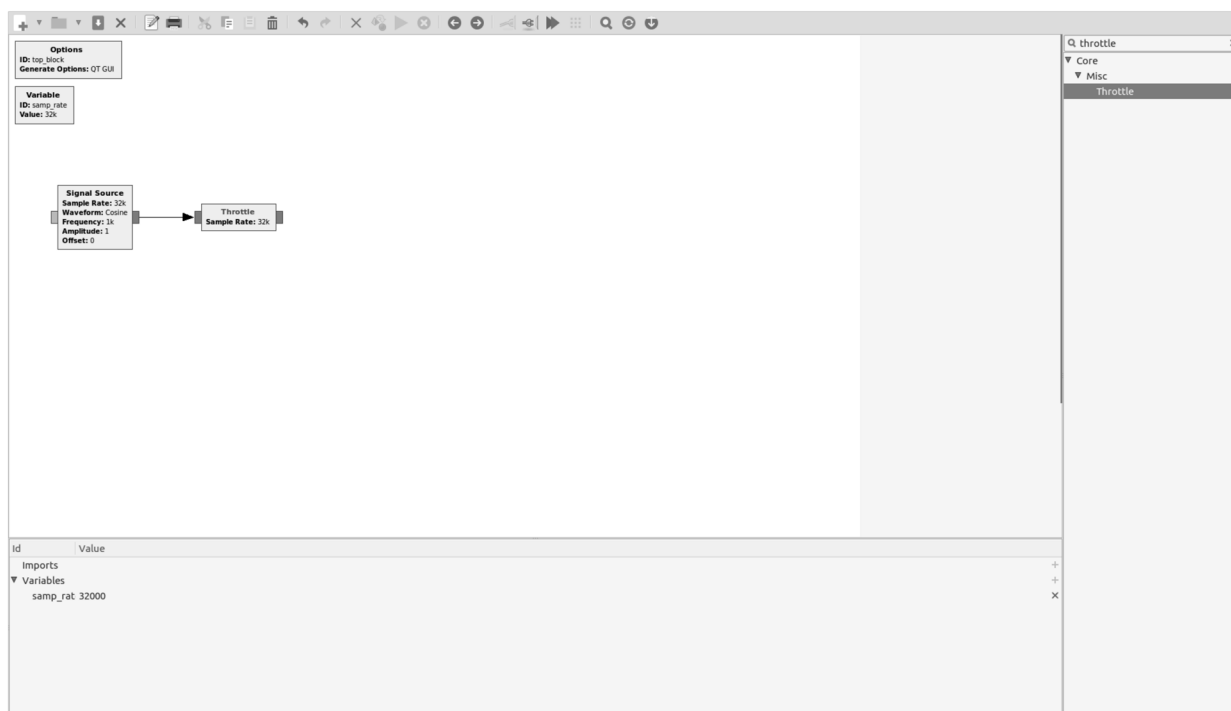 throttle
Core
Misc
Throttle
Options
ID: top_block
Generate Options: QT GUI
Variable
ID: samp_rate
Value: 32k
Signal Source
Sample Rate: 32k
Waveform: Cosine
Frequency: 1k
Amplitude: 1
Offset: 0
Throttle
Sample Rate: 32k
Id Value
Imports
Variables
samp_rat 32000